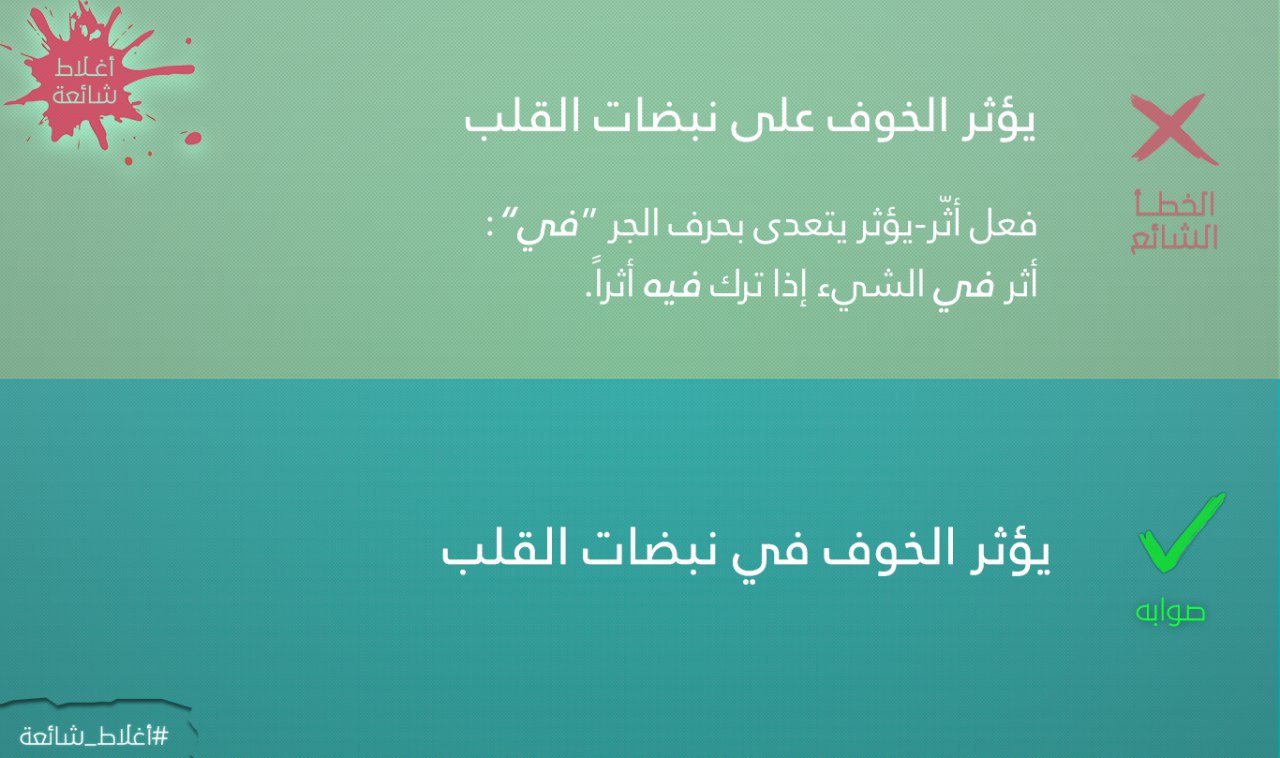 أغلاط
شائعة
يؤثر الخوف على نبضات القلب
الخطـأ
الشائع
فعل أثّر-يؤثر يتعدى بحرف الجر "في" :
أثر في الشيء إذا ترك فيه أثراً.
يؤثر الخوف في نبضات القلب
صوابه
#أغلاط_شائعة